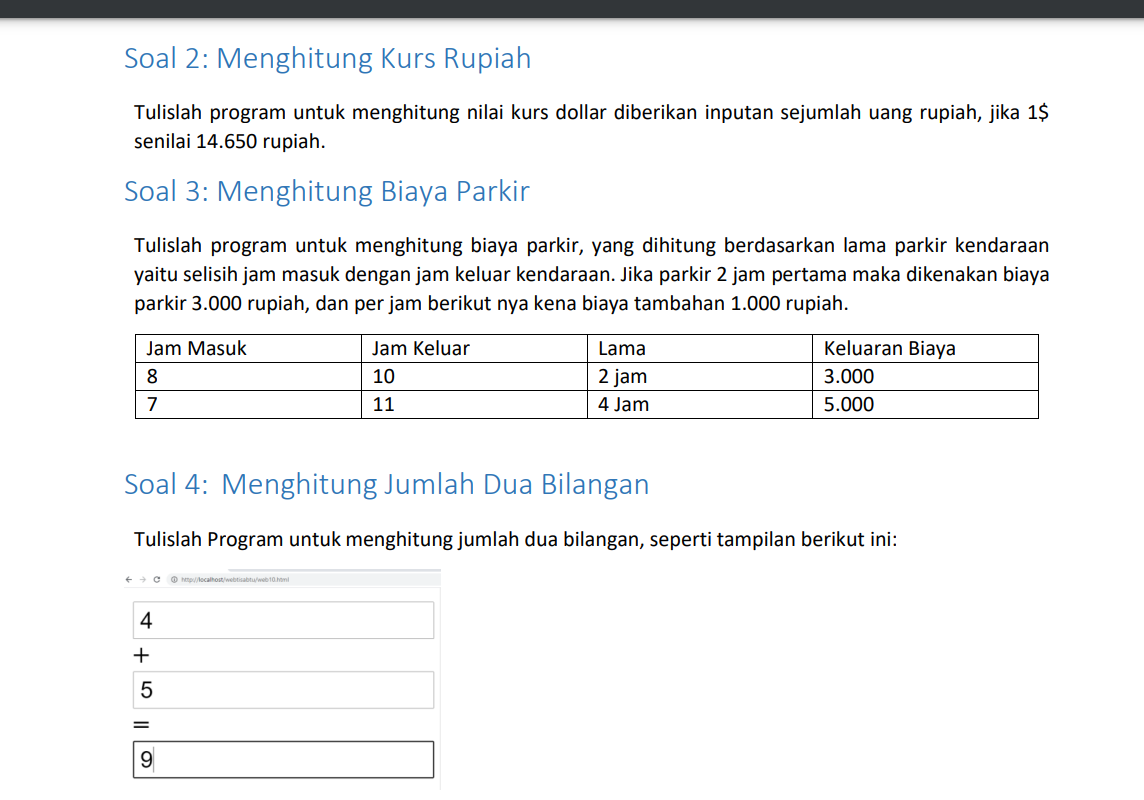 Soal 2: Menghitung Kurs Rupiah
Tulislah program untuk menghitung nilai kurs dollar diberikan inputan sejumlah uang rupiah, jika 1$
senilai 14.650 rupiah.
Soal 3: Menghitung Biaya Parkir
Tulislah program untuk menghitung biaya parkir, yang dihitung berdasarkan lama parkir kendaraan
yaitu selisih jam masuk dengan jam keluar kendaraan. Jika parkir 2 jam pertama maka dikenakan biaya
parkir 3.000 rupiah, dan per jam berikut nya kena biaya tambahan 1.000 rupiah.
Jam Masuk Jam Keluar Lama Keluaran Biaya
8 10 2 jam 3.000
7 11 4 Jam 5.000
Soal 4: Menghitung Jumlah Dua Bilangan
Tulislah Program untuk menghitung jumlah dua bilangan, seperti tampilan berikut ini:
4
+
5
=
9